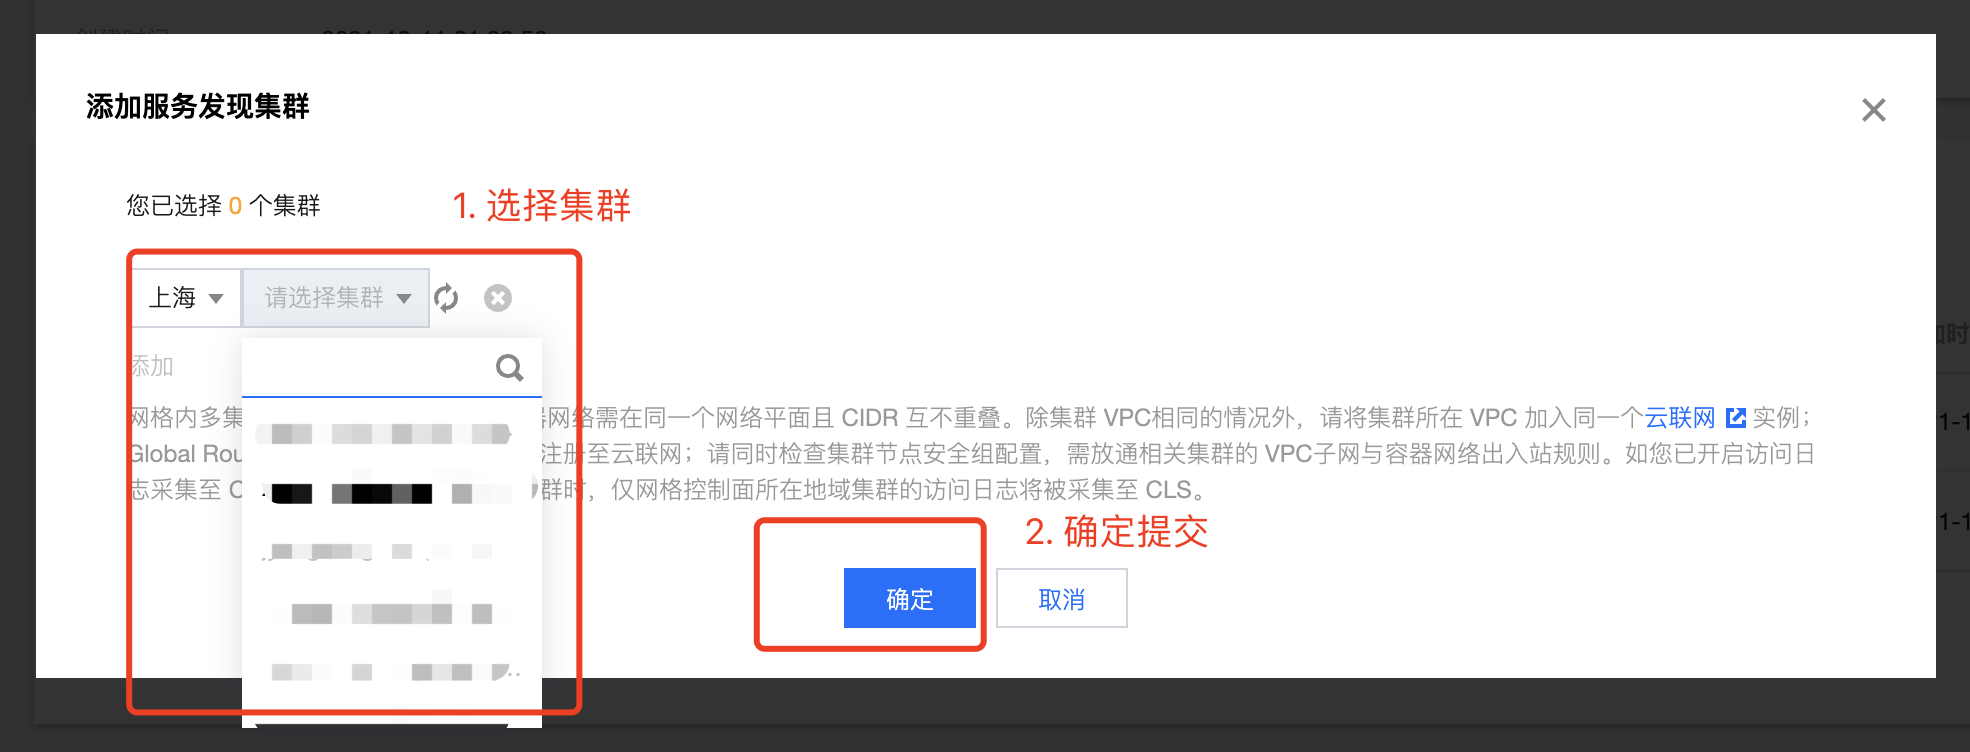 添加服务发现集群
您已选择 0 个集群
1. 选择集群
上海 请选择集群
添加
网格内多集 网络需在同一个网络平面且 CIDR 互不重叠。除集群 VPC相同的情况外，请将集群所在 VPC 加入同一个云联网 实例；
Global Rou 注册至云联网；请同时检查集群节点安全组配置，需放通相关集群的 VPC子网与容器网络出入站规则。如您已开启访问日
志采集至 C 群时，仅网格控制面所在地域集群的访问日志将被采集至 CLS。
2. 确定提交
确定 取消